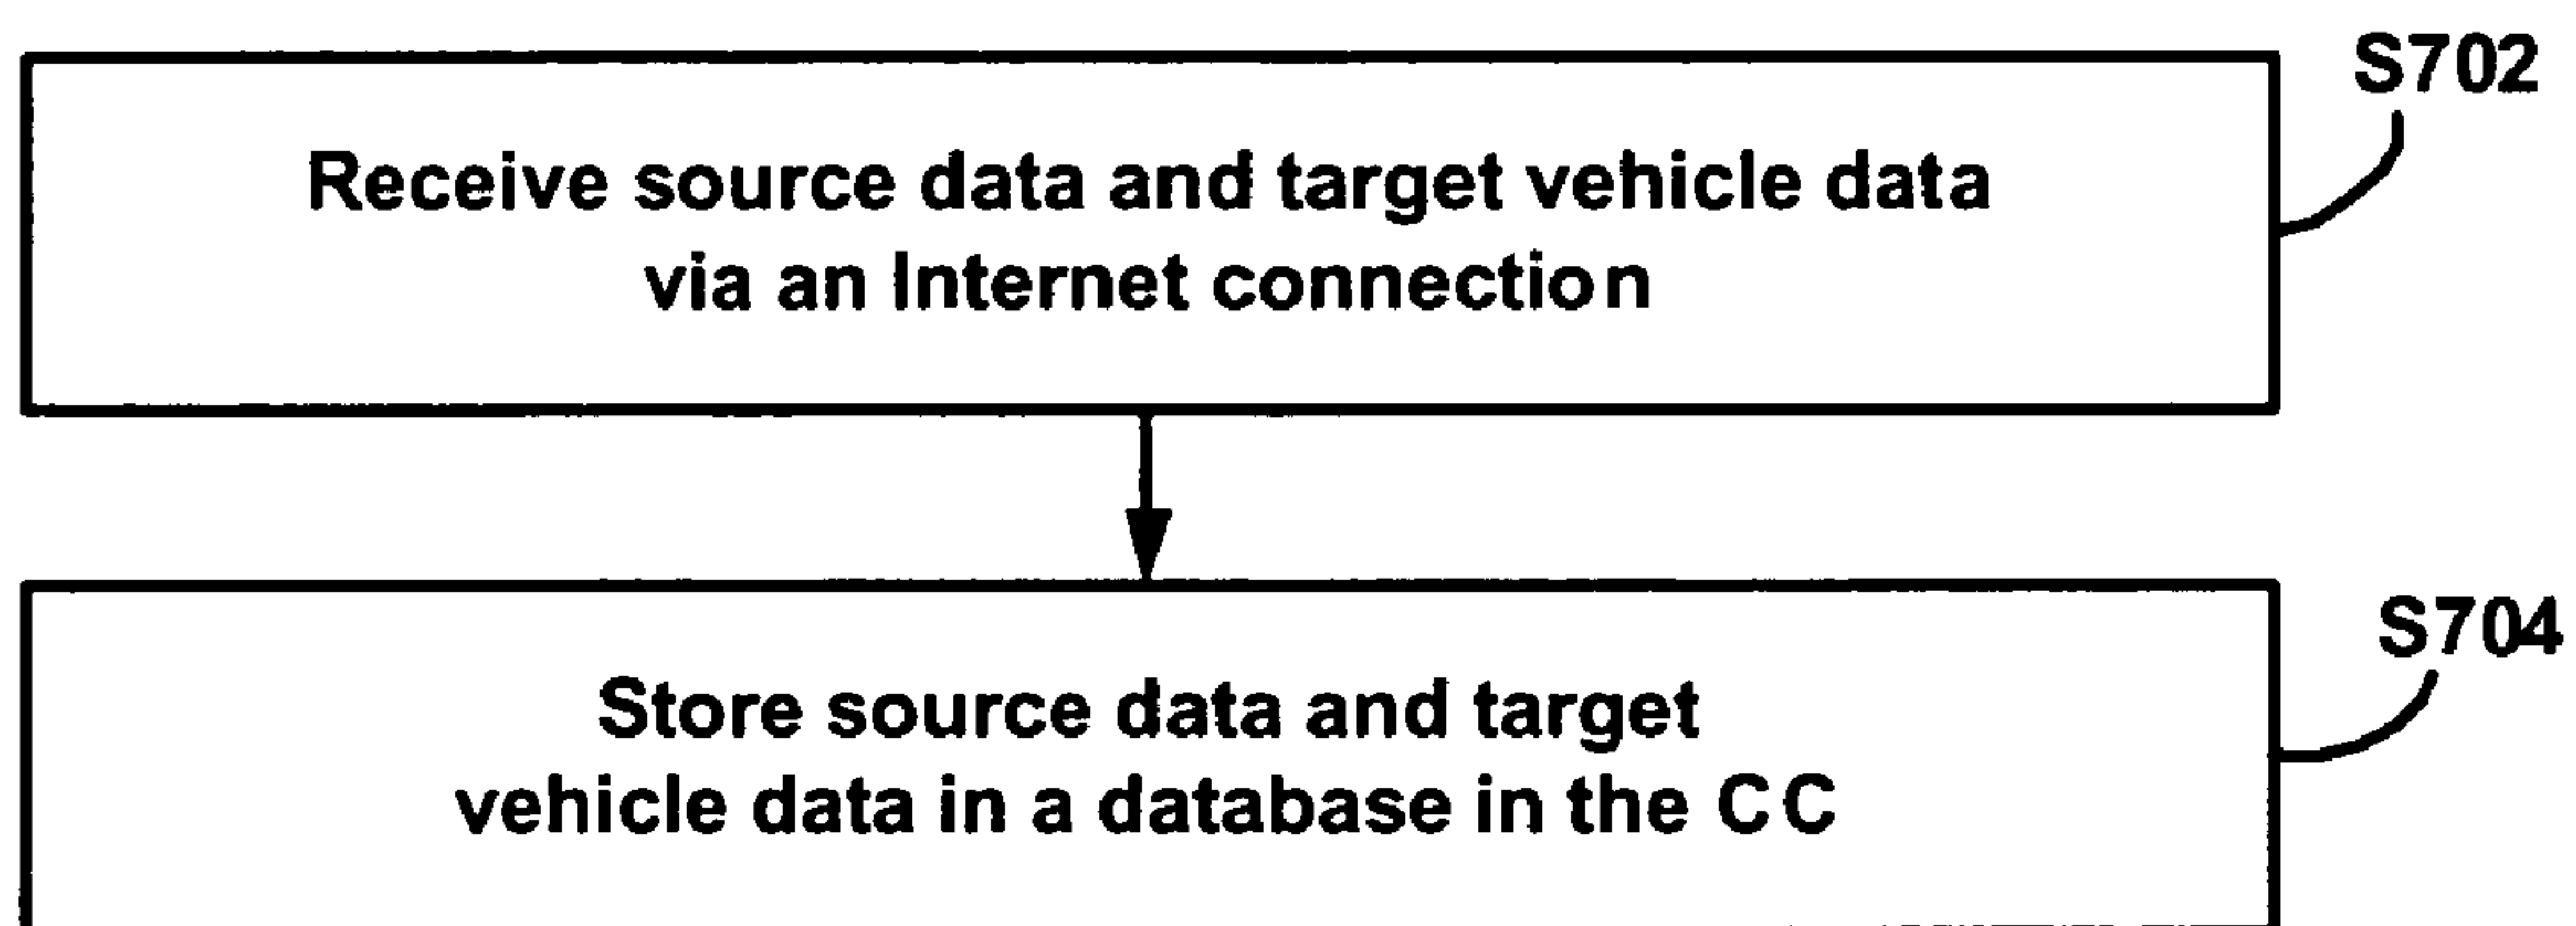 S702
Receive source data and target vehicle data
via an Internet connection
S704
Store source data and target
vehicle data in a database in the CC